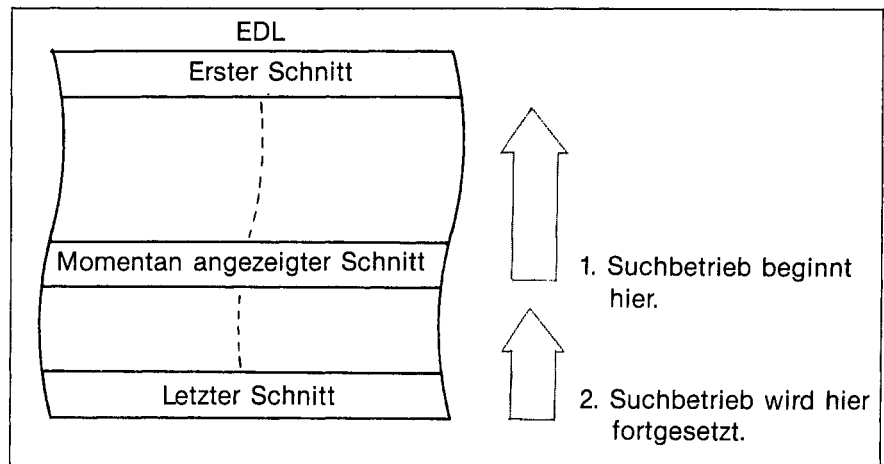 EDL
Erster Schnitt
Momentan angezeigter Schnitt
1. Suchbetrieb beginnt
hier.
Letzter Schnitt
2. Suchbetrieb wird hier
fortgesetzt.